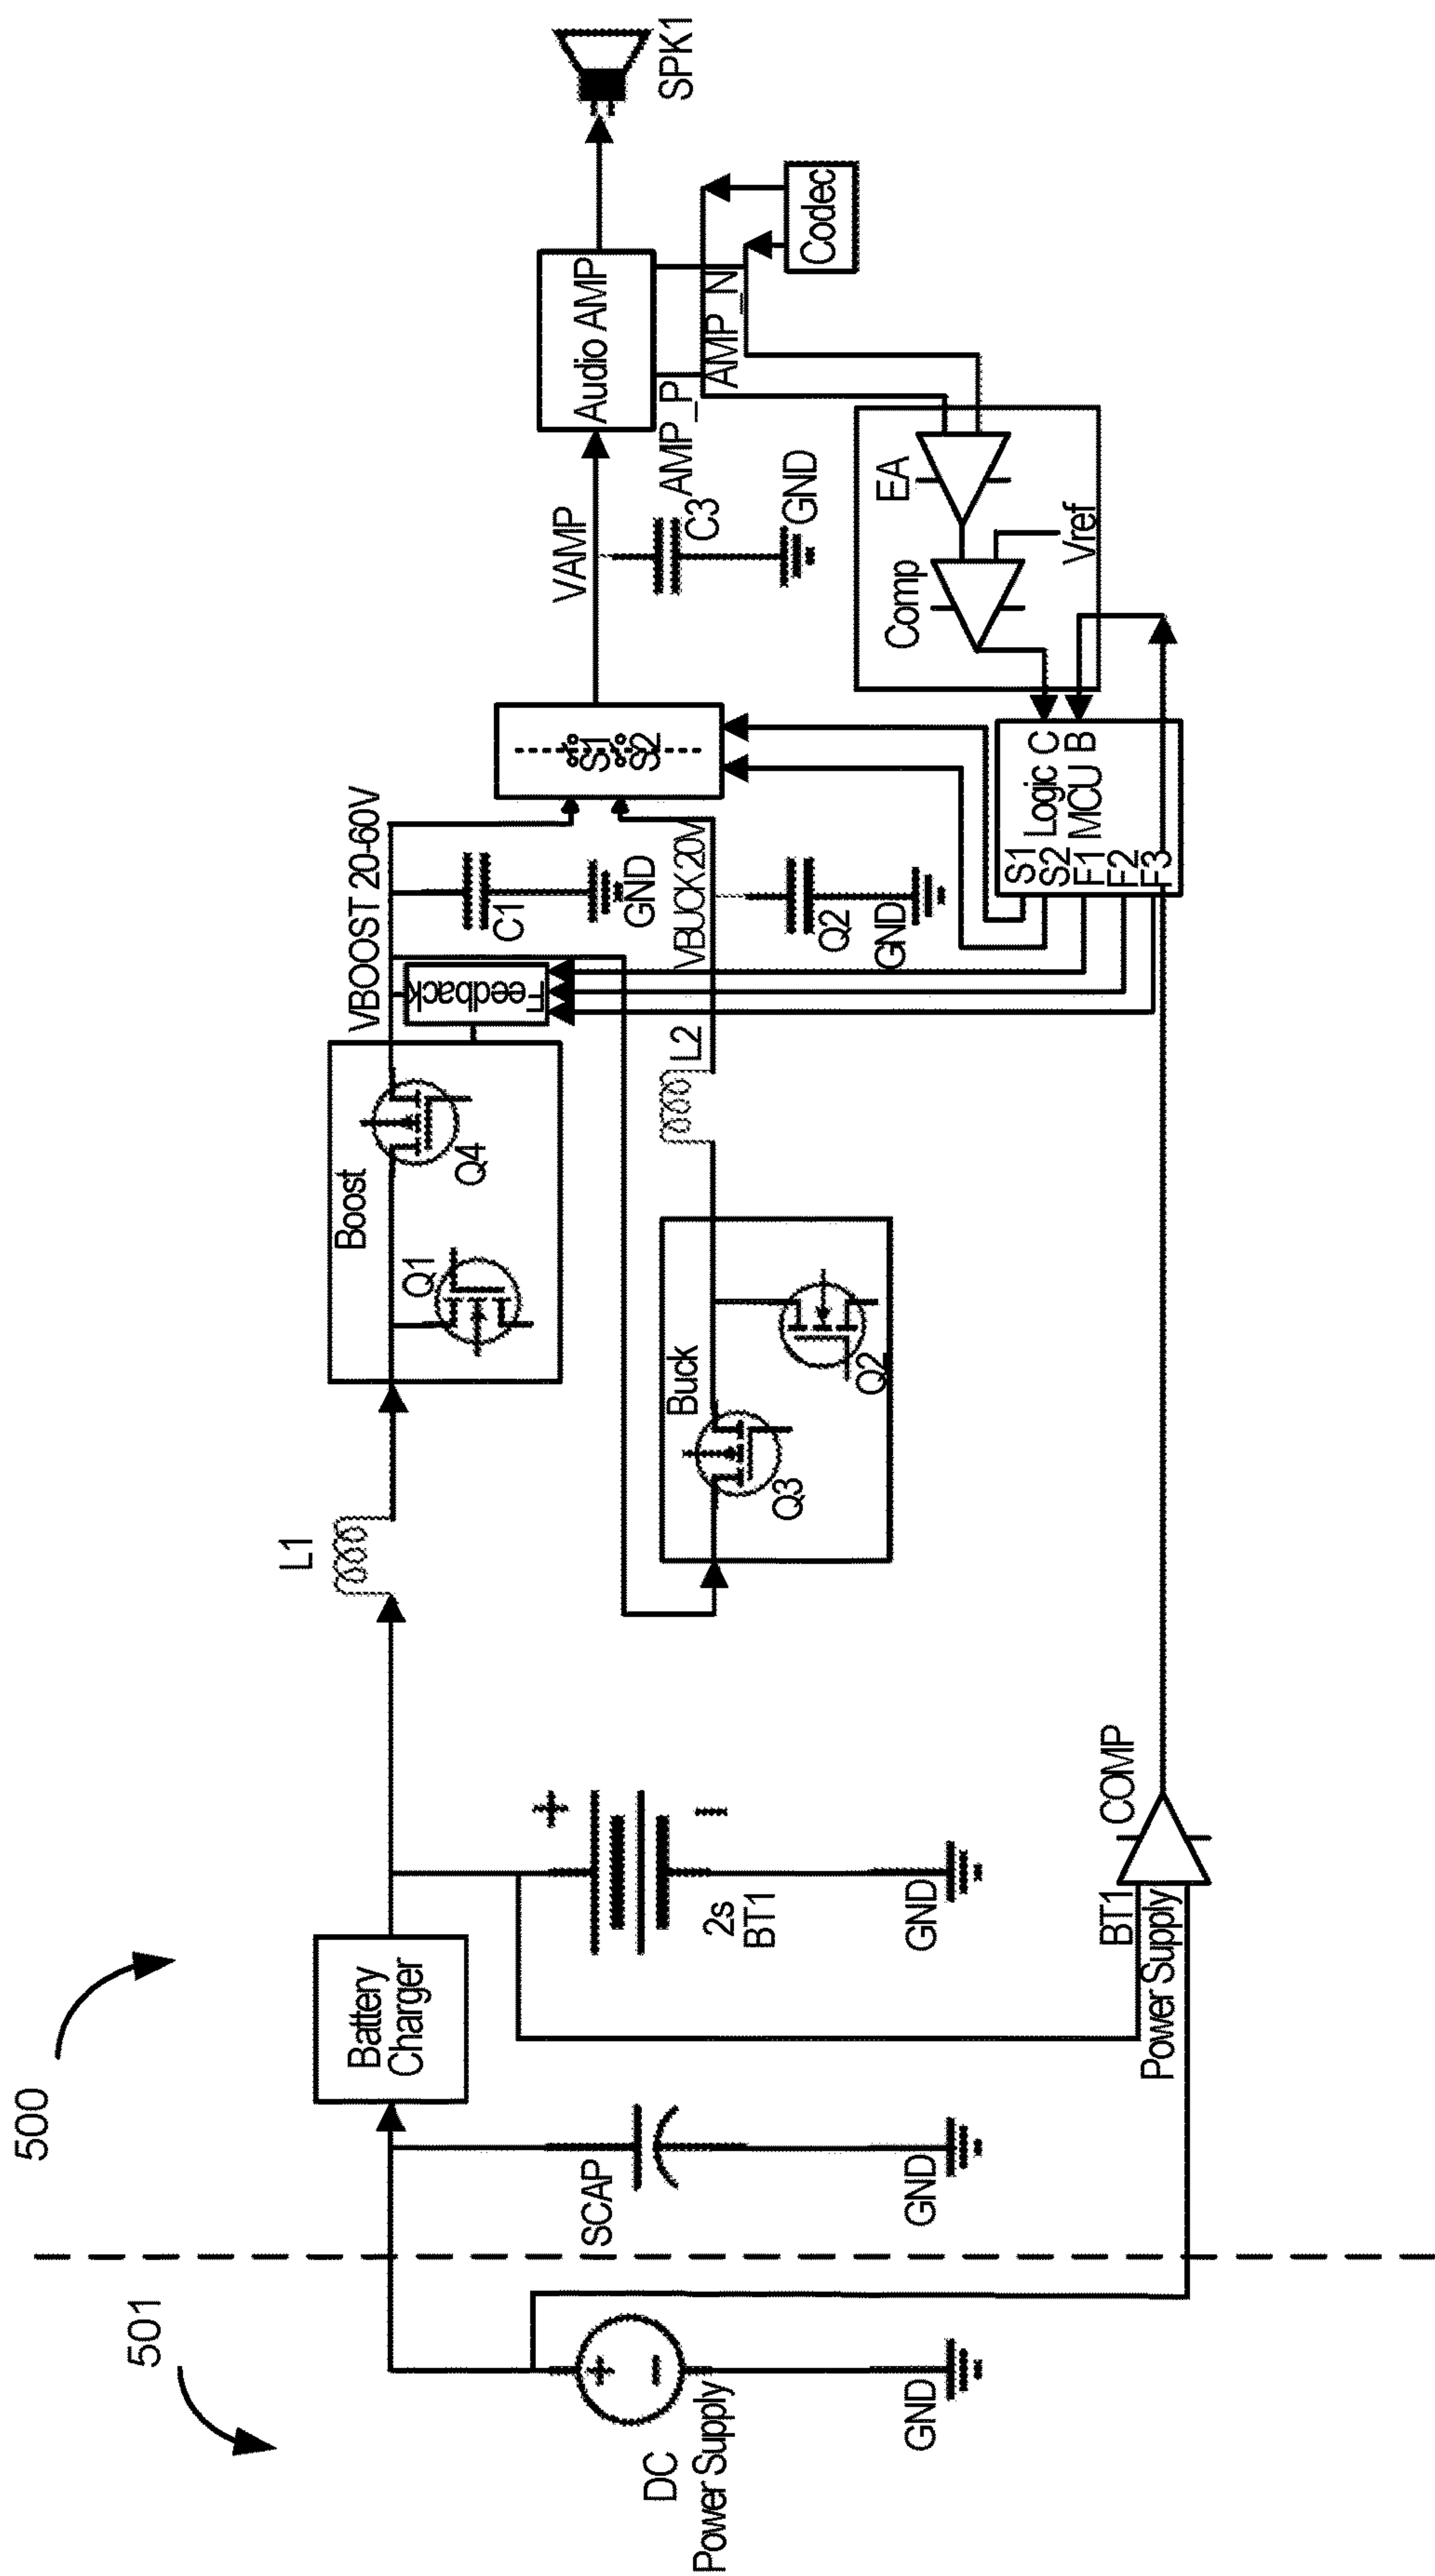 500
501
DC
Power Supply
GND
SCAP
GND
Battery
Charger
+
−
2s
BT1
GND
BT1
Power Supply
COMP
L1
Boost
Q1
Q4
Buck
Q3
Q2
L2
Feedback
VBOOST 20-60V
C1
GND
VBUCK 20V
Q2
GND
S1
S2
S1
S2
F1
F2
F3
Logic C
MCU B
VAMP
C3
GND
Comp
EA
Vref
Audio AMP
AMP_P
AMP_N
Codec
SPK1